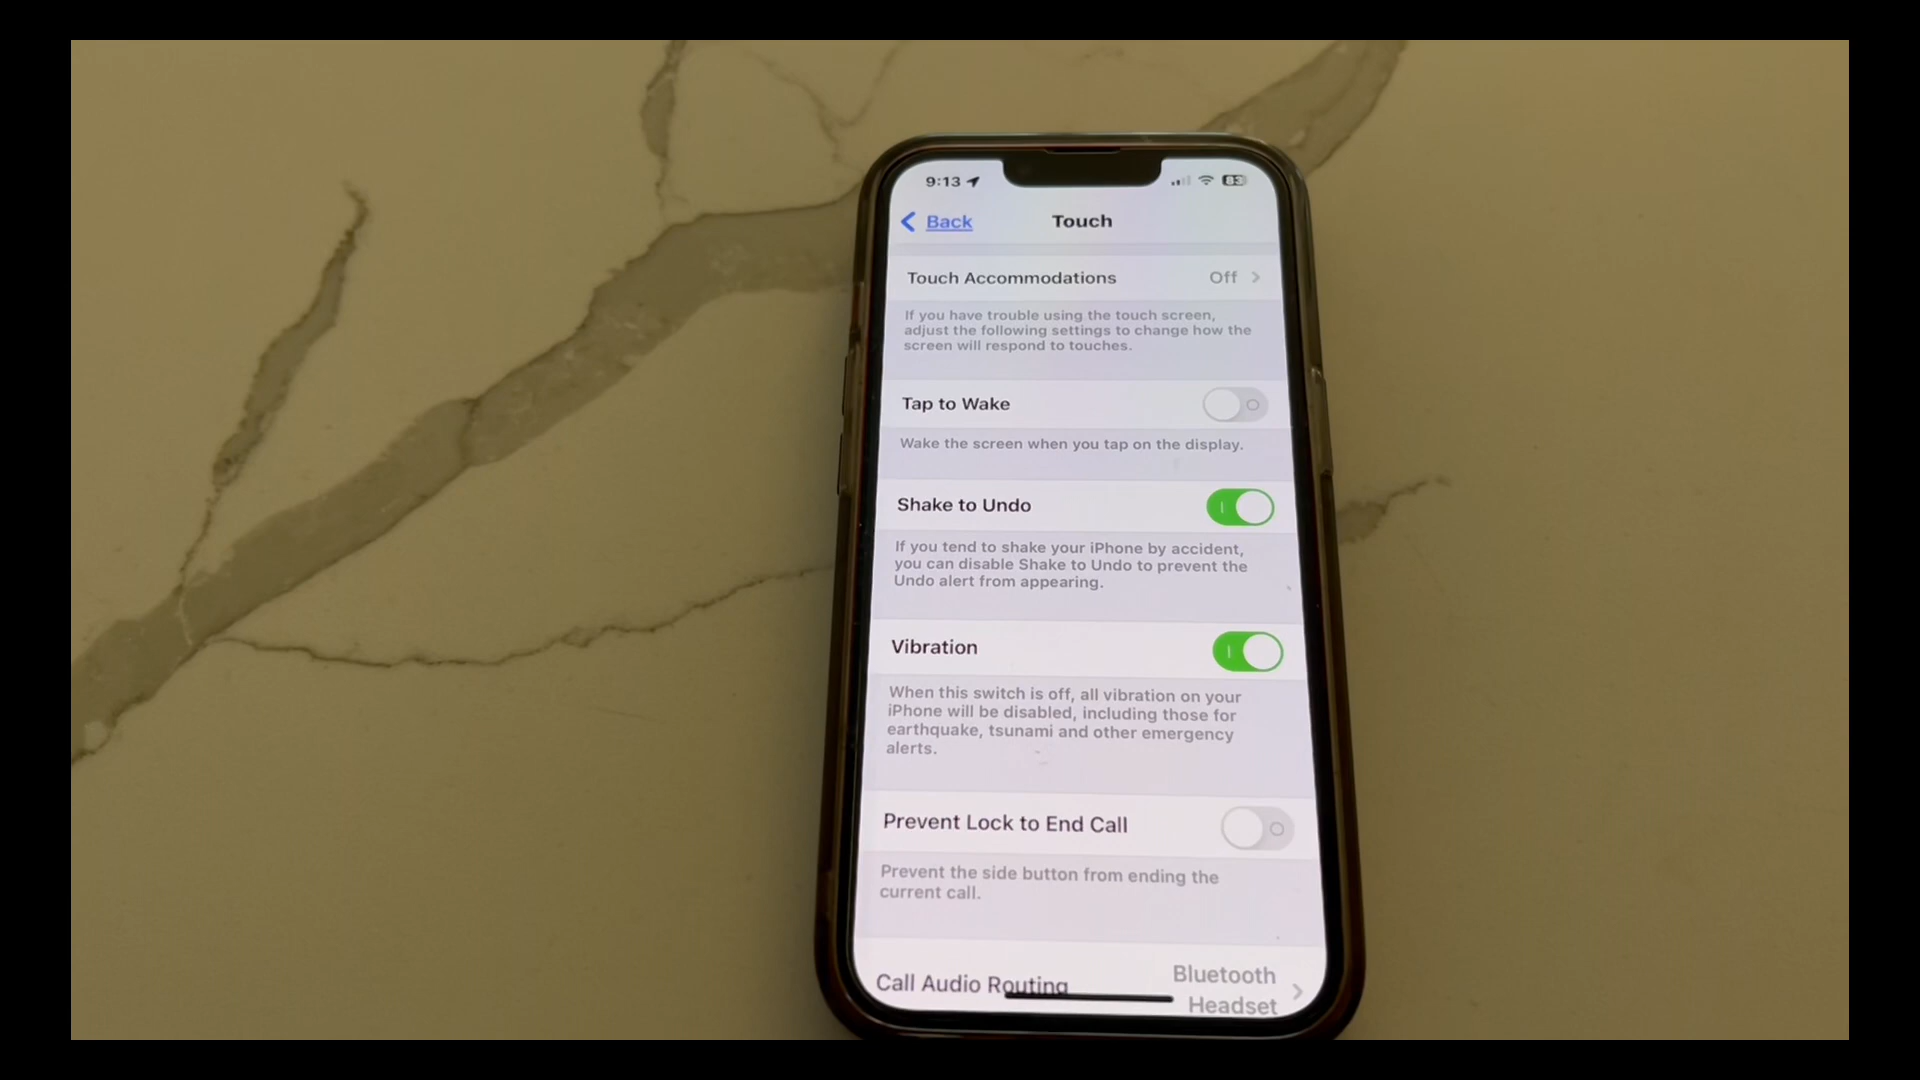 9:13
83
Back
Touch
Touch Accommodations Off
If you have trouble using the touch screen,
adjust the following settings to change how the
screen will respond to touches.
Tap to Wake
Wake the screen when you tap on the display.
Shake to Undo
If you tend to shake your iPhone by accident,
you can disable Shake to Undo to prevent the
Undo alert from appearing.
Vibration
When this switch is off, all vibration on your
iPhone will be disabled, including those for
earthquake, tsunami and other emergency
alerts.
Prevent Lock to End Call
Prevent the side button from ending the
current call.
Call Audio Routing
Bluetooth
Headset